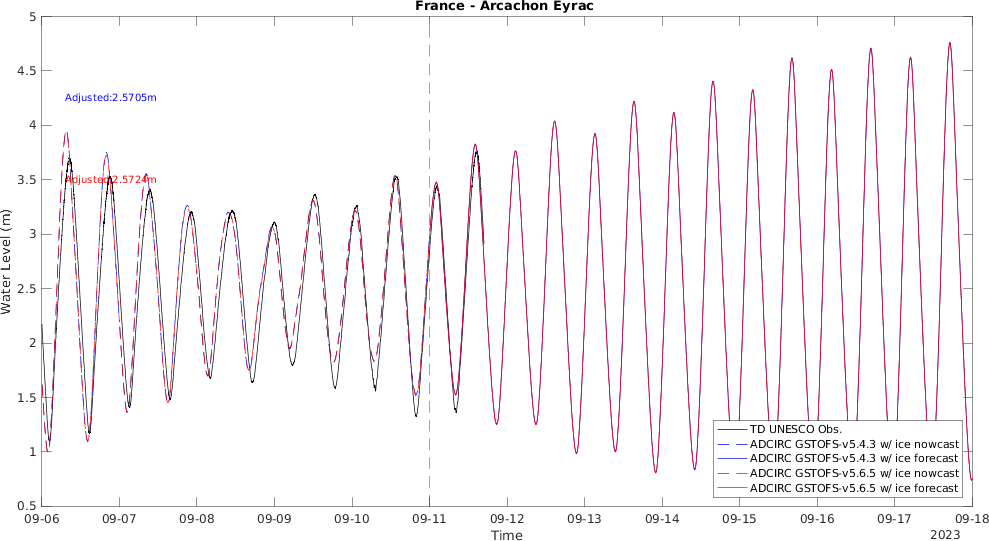 France - Arcachon Eyrac
5
4.5
4
3.5
3
2.5
2
1.5
1
0.5
Water Level (m)
Adjusted:2.5705m
Adjusted:2.5724m
TD UNESCO Obs.
ADCIRC GSTOFS-v5.4.3 w/ ice nowcast
ADCIRC GSTOFS-v5.4.3 w/ ice forecast
ADCIRC GSTOFS-v5.6.5 w/ ice nowcast
ADCIRC GSTOFS-v5.6.5 w/ ice forecast
09-06 09-07 09-08 09-09 09-10 09-11 09-12 09-13 09-14 09-15 09-16 09-17 09-18
Time
2023